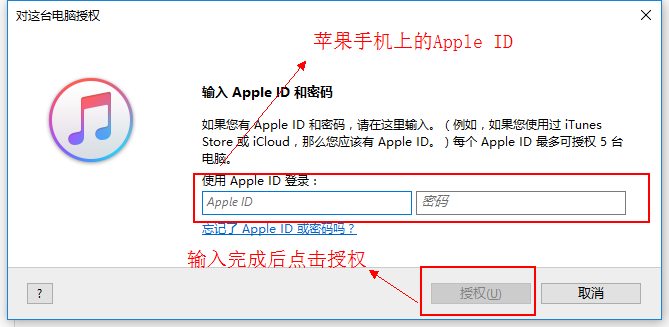 对这台电脑授权
苹果手机上的Apple ID
输入 Apple ID 和密码
如果您有 Apple ID 和密码，请在这里输入。（例如，如果您使用过 iTunes
Store 或 iCloud，那么您应该有 Apple ID。）每个 Apple ID 最多可授权 5 台
电脑。
使用 Apple ID 登录：
Apple ID 密码
忘记了 Apple ID 或密码吗？
输入完成后点击授权
? 授权(U) 取消